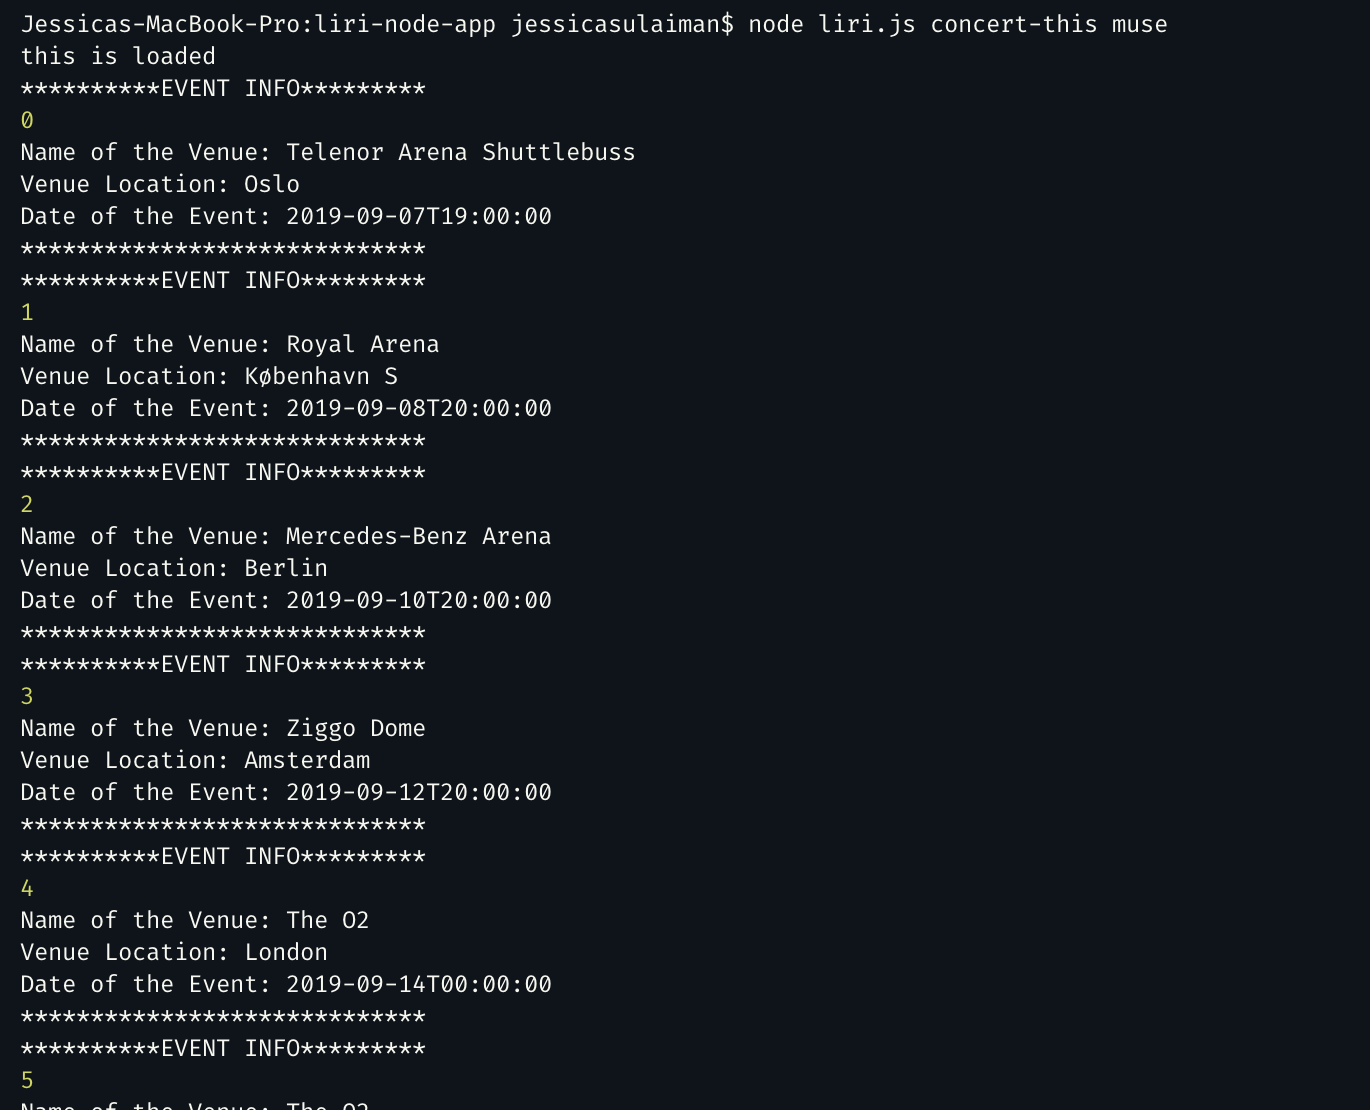 Jessicas-MacBook-Pro:liri-node-app jessicasulaiman$ node liri.js concert-this muse
this is loaded
**********EVENT INFO*********
0
Name of the Venue: Telenor Arena Shuttlebuss
Venue Location: Oslo
Date of the Event: 2019-09-07T19:00:00
*****************************
**********EVENT INFO*********
1
Name of the Venue: Royal Arena
Venue Location: København S
Date of the Event: 2019-09-08T20:00:00
*****************************
**********EVENT INFO*********
2
Name of the Venue: Mercedes-Benz Arena
Venue Location: Berlin
Date of the Event: 2019-09-10T20:00:00
*****************************
**********EVENT INFO*********
3
Name of the Venue: Ziggo Dome
Venue Location: Amsterdam
Date of the Event: 2019-09-12T20:00:00
*****************************
**********EVENT INFO*********
4
Name of the Venue: The O2
Venue Location: London
Date of the Event: 2019-09-14T00:00:00
*****************************
**********EVENT INFO*********
5
Name of the Venue: The O2